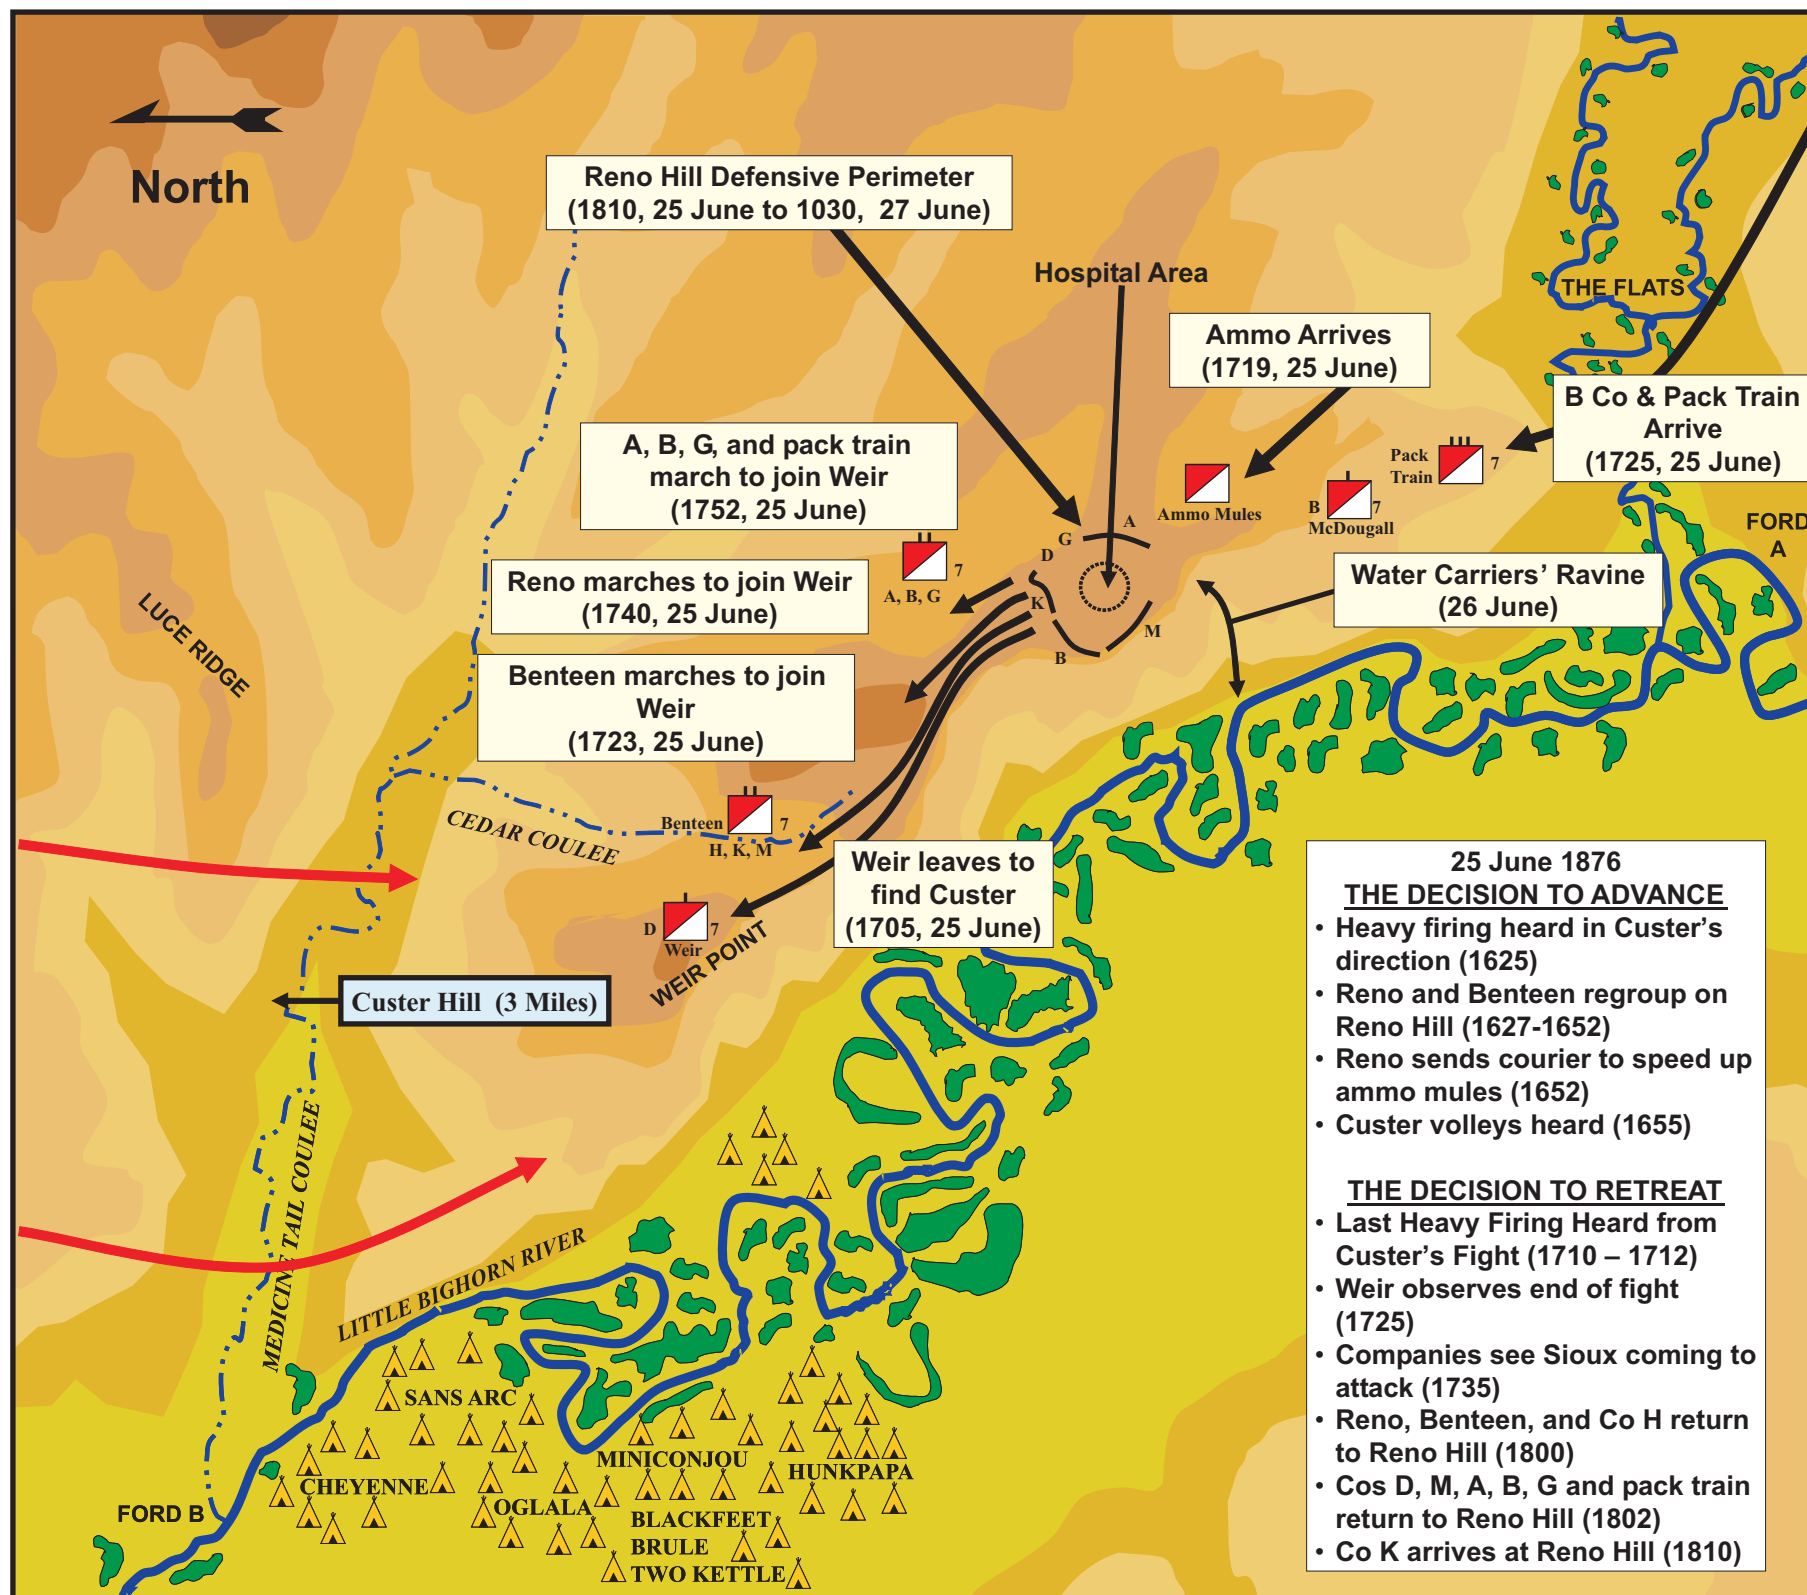 North
Reno Hill Defensive Perimeter
(1810, 25 June to 1030, 27 June)
Hospital Area
THE FLATS
Ammo Arrives
(1719, 25 June)
B Co & Pack Train
Arrive
(1725, 25 June)
A, B, G, and pack train
march to join Weir
(1752, 25 June)
Pack
Train
7
Ammo Mules
B
7
McDougall
FORD
A
A
G
D
K
B
M
7
A, B, G
Reno marches to join Weir
(1740, 25 June)
Water Carriers’ Ravine
(26 June)
LUCE RIDGE
Benteen marches to join
Weir
(1723, 25 June)
CEDAR COULEE
Benteen
7
H, K, M
Weir leaves to
find Custer
(1705, 25 June)
D
7
Weir
WEIR POINT
Custer Hill (3 Miles)
25 June 1876
THE DECISION TO ADVANCE
• Heavy firing heard in Custer’s
direction (1625)
• Reno and Benteen regroup on
Reno Hill (1627-1652)
• Reno sends courier to speed up
ammo mules (1652)
• Custer volleys heard (1655)
THE DECISION TO RETREAT
• Last Heavy Firing Heard from
Custer’s Fight (1710 – 1712)
• Weir observes end of fight
(1725)
• Companies see Sioux coming to
attack (1735)
• Reno, Benteen, and Co H return
to Reno Hill (1800)
• Cos D, M, A, B, G and pack train
return to Reno Hill (1802)
• Co K arrives at Reno Hill (1810)
MEDICINE TAIL COULEE
LITTLE BIGHORN RIVER
SANS ARC
CHEYENNE
MINICONJOU
HUNKPAPA
OGLALA
BLACKFEET
BRULE
TWO KETTLE
FORD B